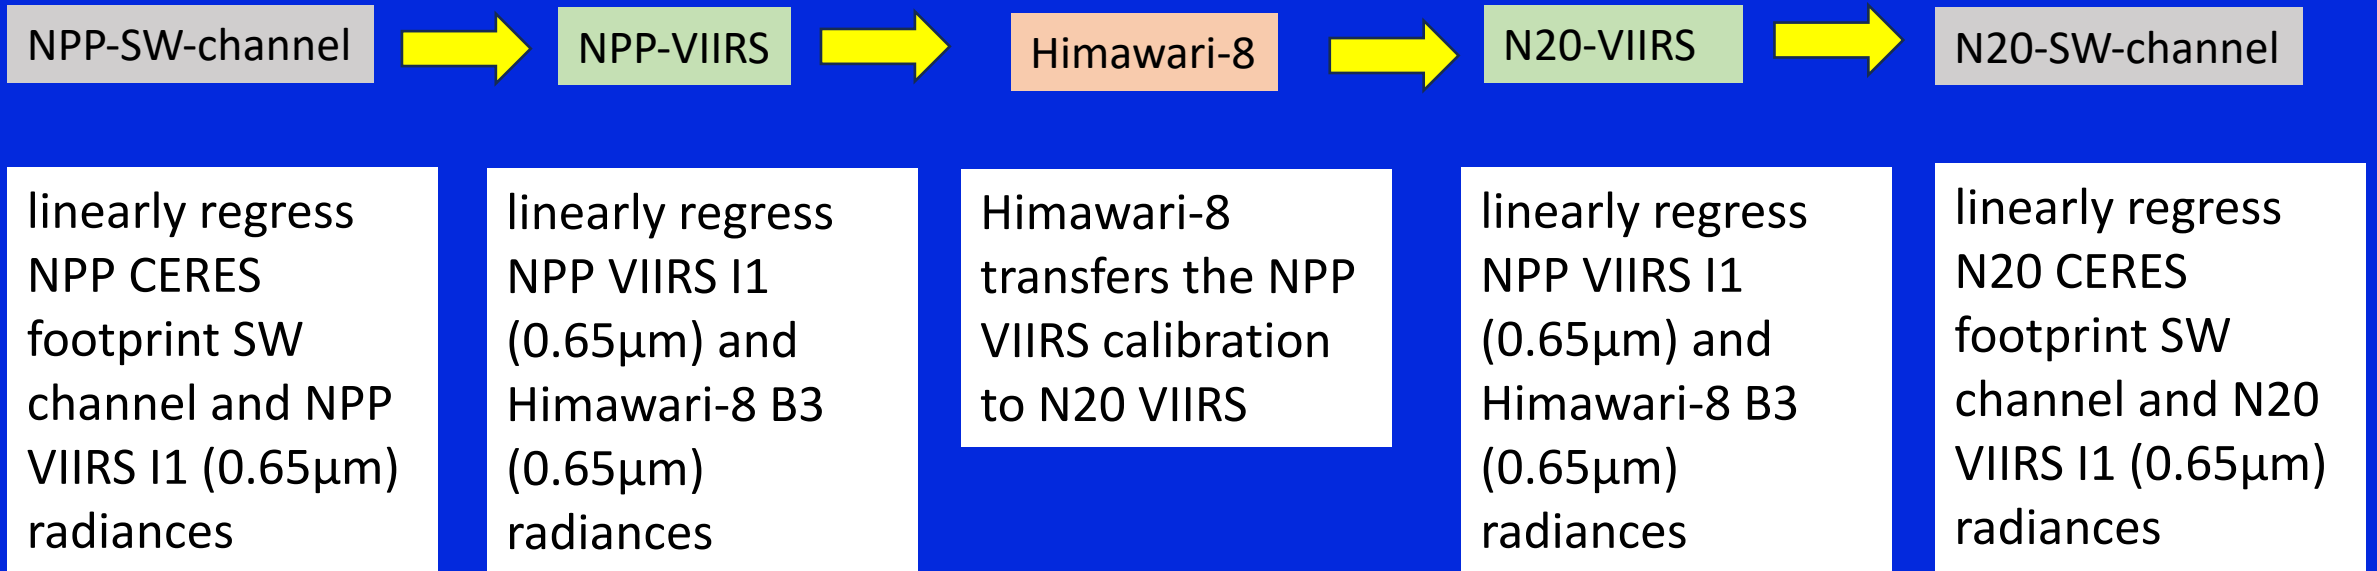 NPP-SW-channel
NPP-VIIRS
Himawari-8
N20-VIIRS
N20-SW-channel
linearly regress
NPP CERES
footprint SW
channel and NPP
VIIRS I1 (0.65µm)
radiances
linearly regress
NPP VIIRS I1
(0.65µm) and
Himawari-8 B3
(0.65µm)
radiances
Himawari-8
transfers the NPP
VIIRS calibration
to N20 VIIRS
linearly regress
NPP VIIRS I1
(0.65µm) and
Himawari-8 B3
(0.65µm)
radiances
linearly regress
N20 CERES
footprint SW
channel and N20
VIIRS I1 (0.65µm)
radiances